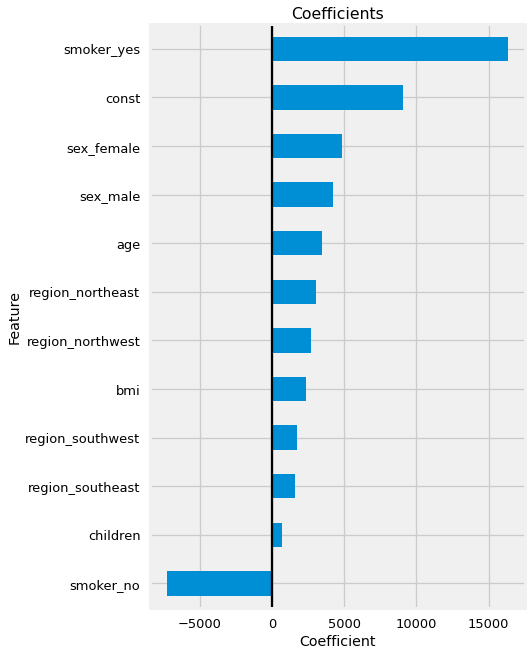 Coefficients
Feature
smoker_yes
const
sex_female
sex_male
age
region_northeast
region_northwest
bmi
region_southwest
region_southeast
children
smoker_no
−5000 0 5000 10000 15000
Coefficient